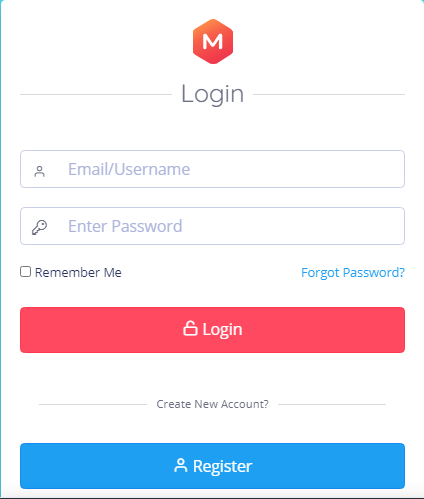 M
Login
Email/Username
Enter Password
Remember Me Forgot Password?
Login
Create New Account?
Register